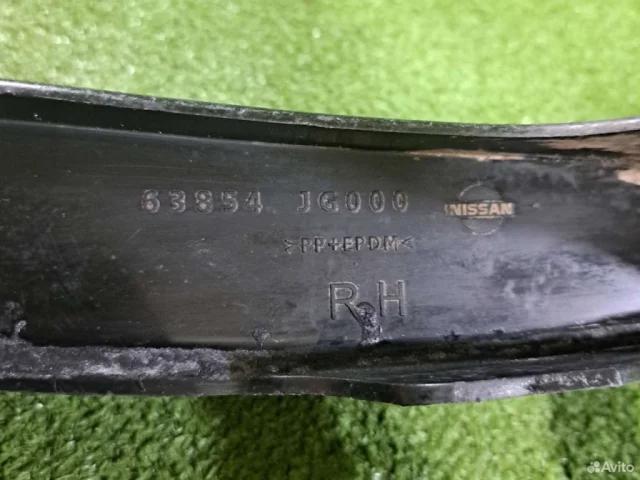 63854 JG000
NISSAN
>PP+EPDM<
RH
Avito